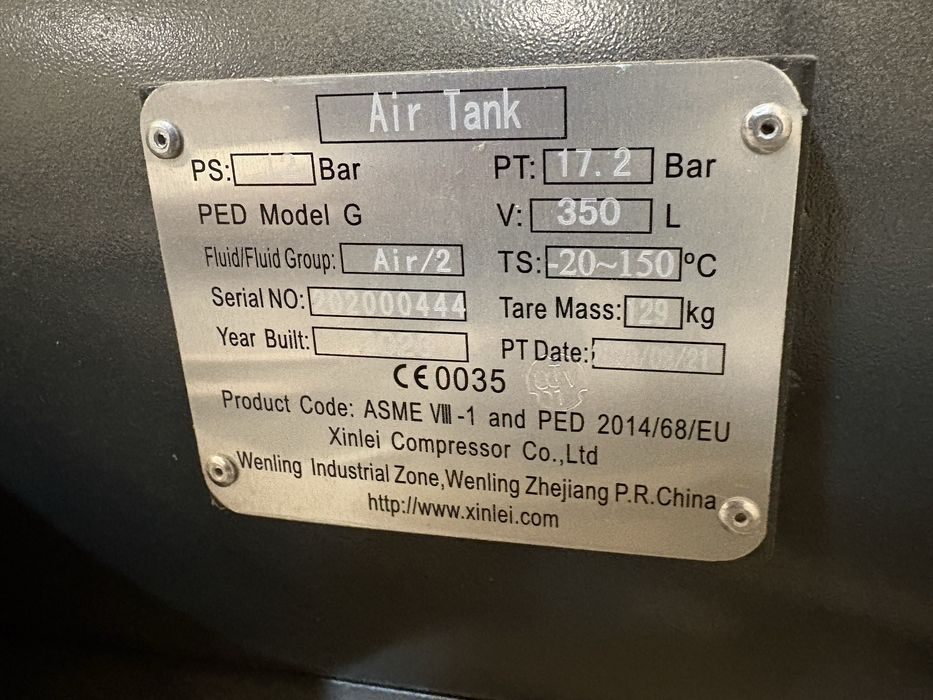 Air Tank
PS: Bar PT: 17.2 Bar
PED Model G V: 350 L
Fluid/Fluid Group: Air/2 TS: -20~150 °C
Serial NO: 202000444 Tare Mass: 129 kg
Year Built: PT Date:
CE 0035
Product Code: ASME Ⅷ-1 and PED 2014/68/EU
Xinlei Compressor Co.,Ltd
Wenling Industrial Zone,Wenling Zhejiang P.R.China
http://www.xinlei.com